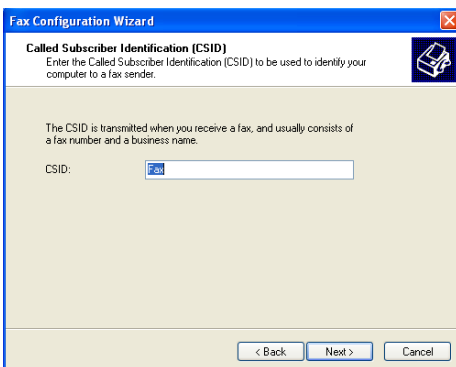 Fax Configuration Wizard
Called Subscriber Identification (CSID)
Enter the Called Subscriber Identification (CSID) to be used to identify your
computer to a fax sender.
The CSID is transmitted when you receive a fax, and usually consists of
a fax number and a business name.
CSID:
Fax
< Back
Next >
Cancel